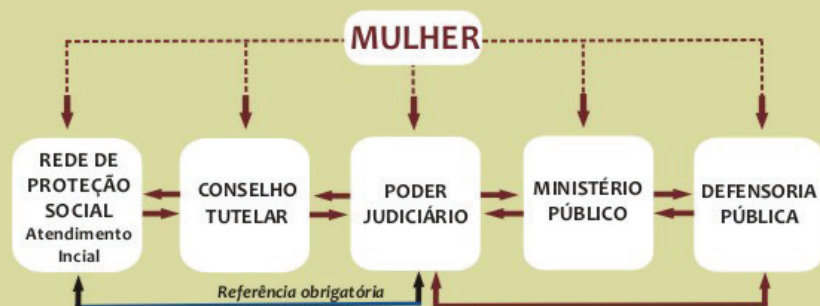 MULHER
REDE DE
PROTEÇÃO
SOCIAL
Atendimento
Incial
CONSELHO
TUTELAR
PODER
JUDICIÁRIO
MINISTÉRIO
PÚBLICO
DEFENSORIA
PÚBLICA
Referência obrigatória